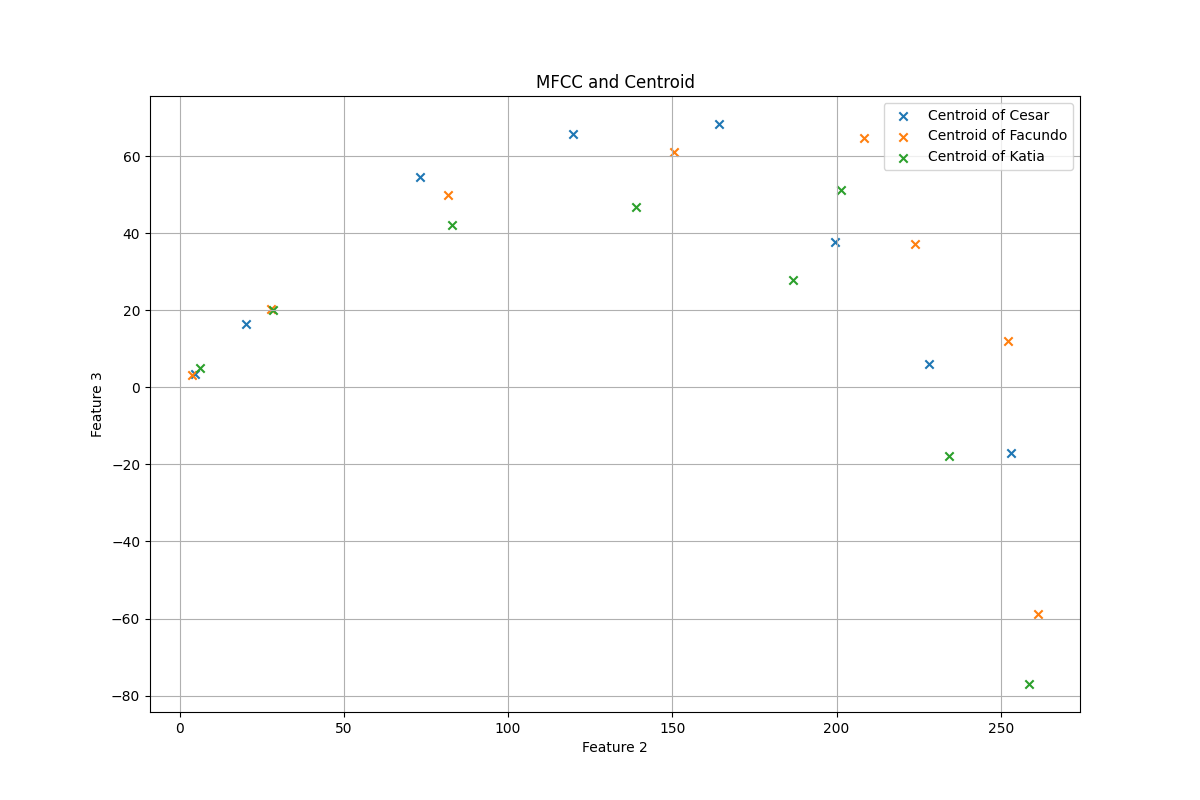 MFCC and Centroid
Centroid of Cesar
Centroid of Facundo
Centroid of Katia
Feature 3
60
40
20
0
−20
−40
−60
−80
0 50 100 150 200 250
Feature 2